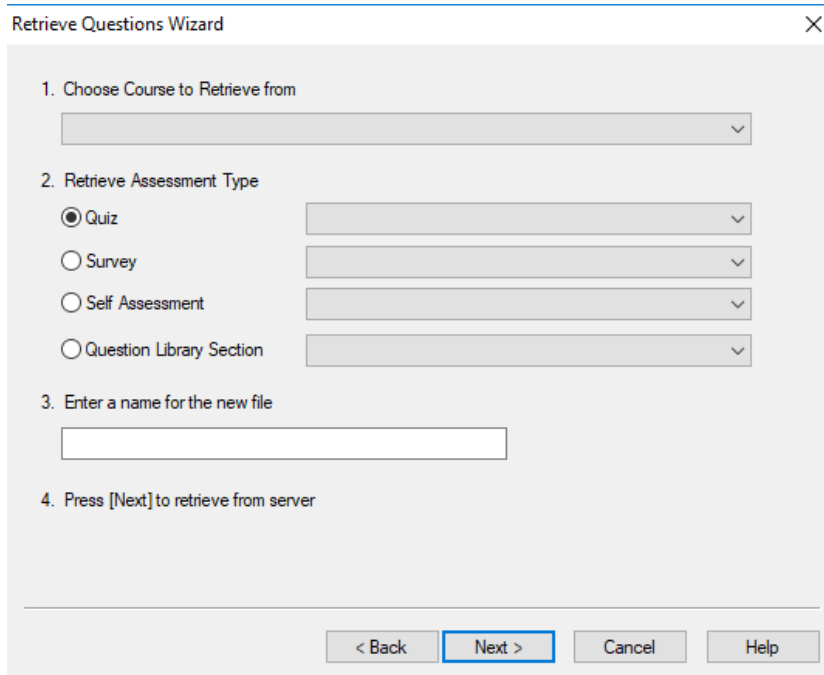 Retrieve Questions Wizard
1. Choose Course to Retrieve from
2. Retrieve Assessment Type
Quiz
Survey
Self Assessment
Question Library Section
3. Enter a name for the new file
4. Press [Next] to retrieve from server
< Back Next > Cancel Help